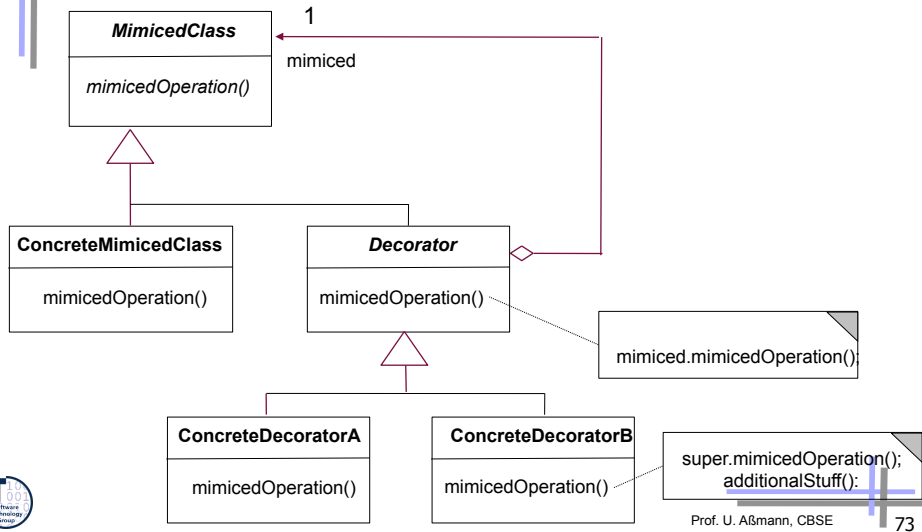 1
MimicedClass
mimiced
mimicedOperation()
ConcreteMimicedClass
Decorator
mimicedOperation()
mimicedOperation()
mimiced.mimicedOperation();
ConcreteDecoratorA
ConcreteDecoratorB
mimicedOperation()
mimicedOperation()
super.mimicedOperation();
additionalStuff():
Prof. U. Aßmann, CBSE
73